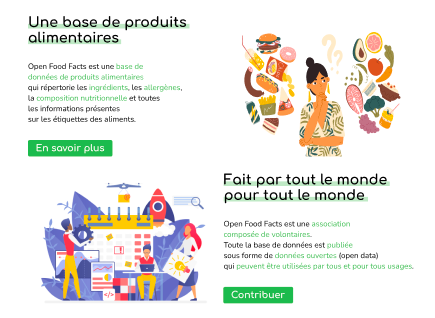 Une base de produits
alimentaires
Open Food Facts est une base de
données de produits alimentaires
qui répertorie les ingrédients, les allergènes,
la composition nutritionnelle et toutes
les informations présentes
sur les étiquettes des aliments.
En savoir plus
Fait par tout le monde
pour tout le monde
Open Food Facts est une association
composée de volontaires.
Toute la base de données est publiée
sous forme de données ouvertes (open data)
qui peuvent être utilisées par tous et pour tous usages.
Contribuer